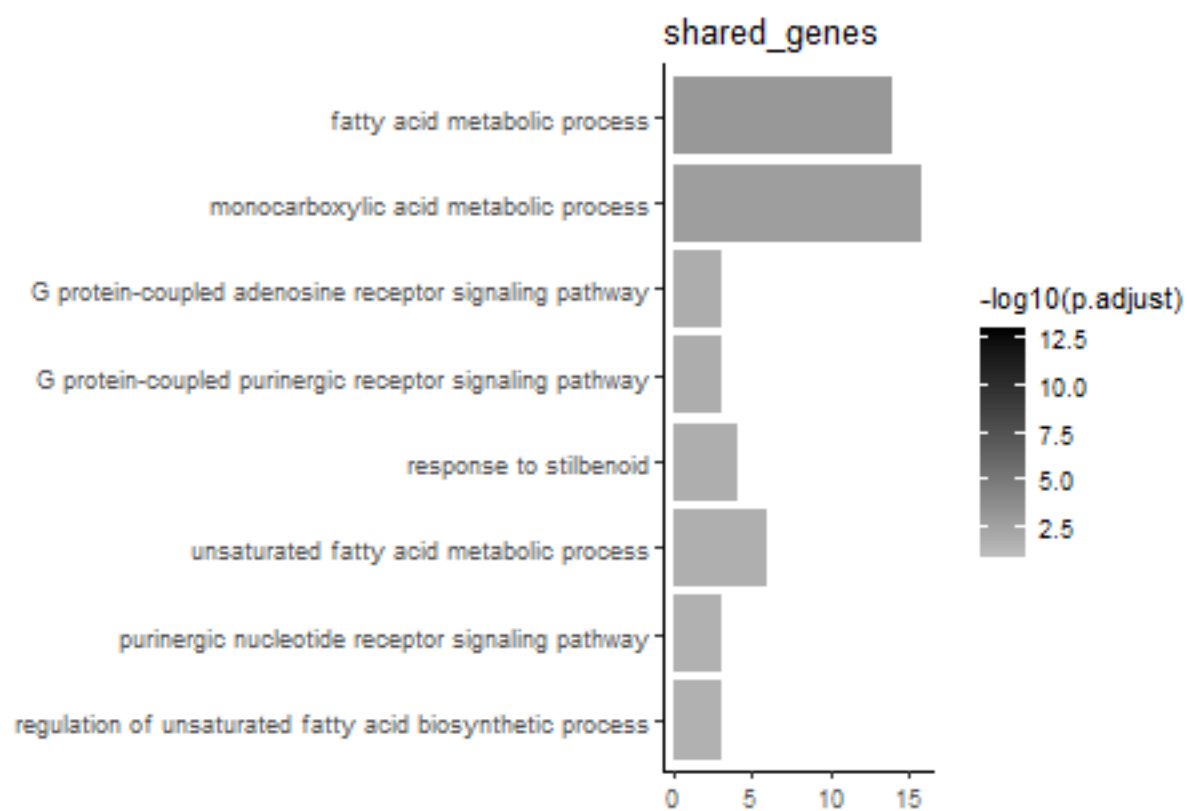 shared_genes
fatty acid metabolic process
monocarboxylic acid metabolic process
G protein-coupled adenosine receptor signaling pathway
G protein-coupled purinergic receptor signaling pathway
response to stilbenoid
unsaturated fatty acid metabolic process
purinergic nucleotide receptor signaling pathway
regulation of unsaturated fatty acid biosynthetic process
0 5 10 15
-log10(p.adjust)
12.5
10.0
7.5
5.0
2.5